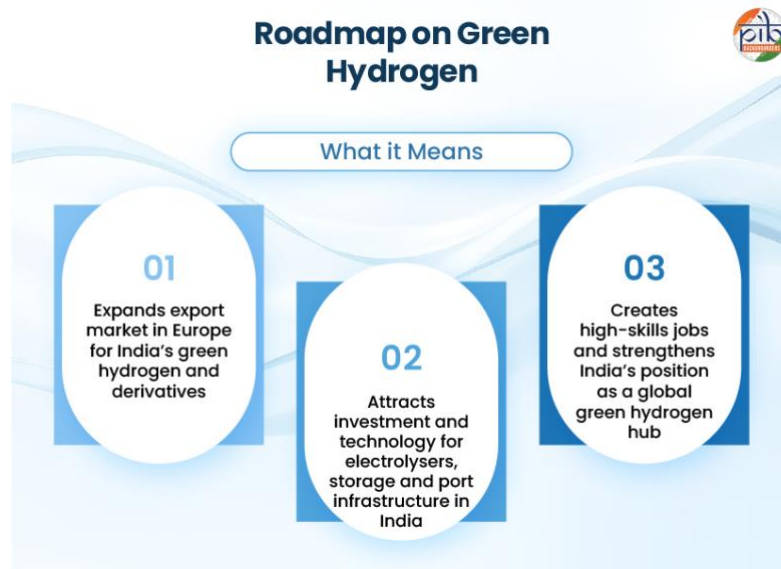 Roadmap on Green
Hydrogen
pib
BACKGROUNDERS
What it Means
01
Expands export
market in Europe
for India's green
hydrogen and
derivatives
02
Attracts
investment and
technology for
electrolysers,
storage and port
infrastructure in
India
03
Creates
high-skills jobs
and strengthens
India's position
as a global
green hydrogen
hub